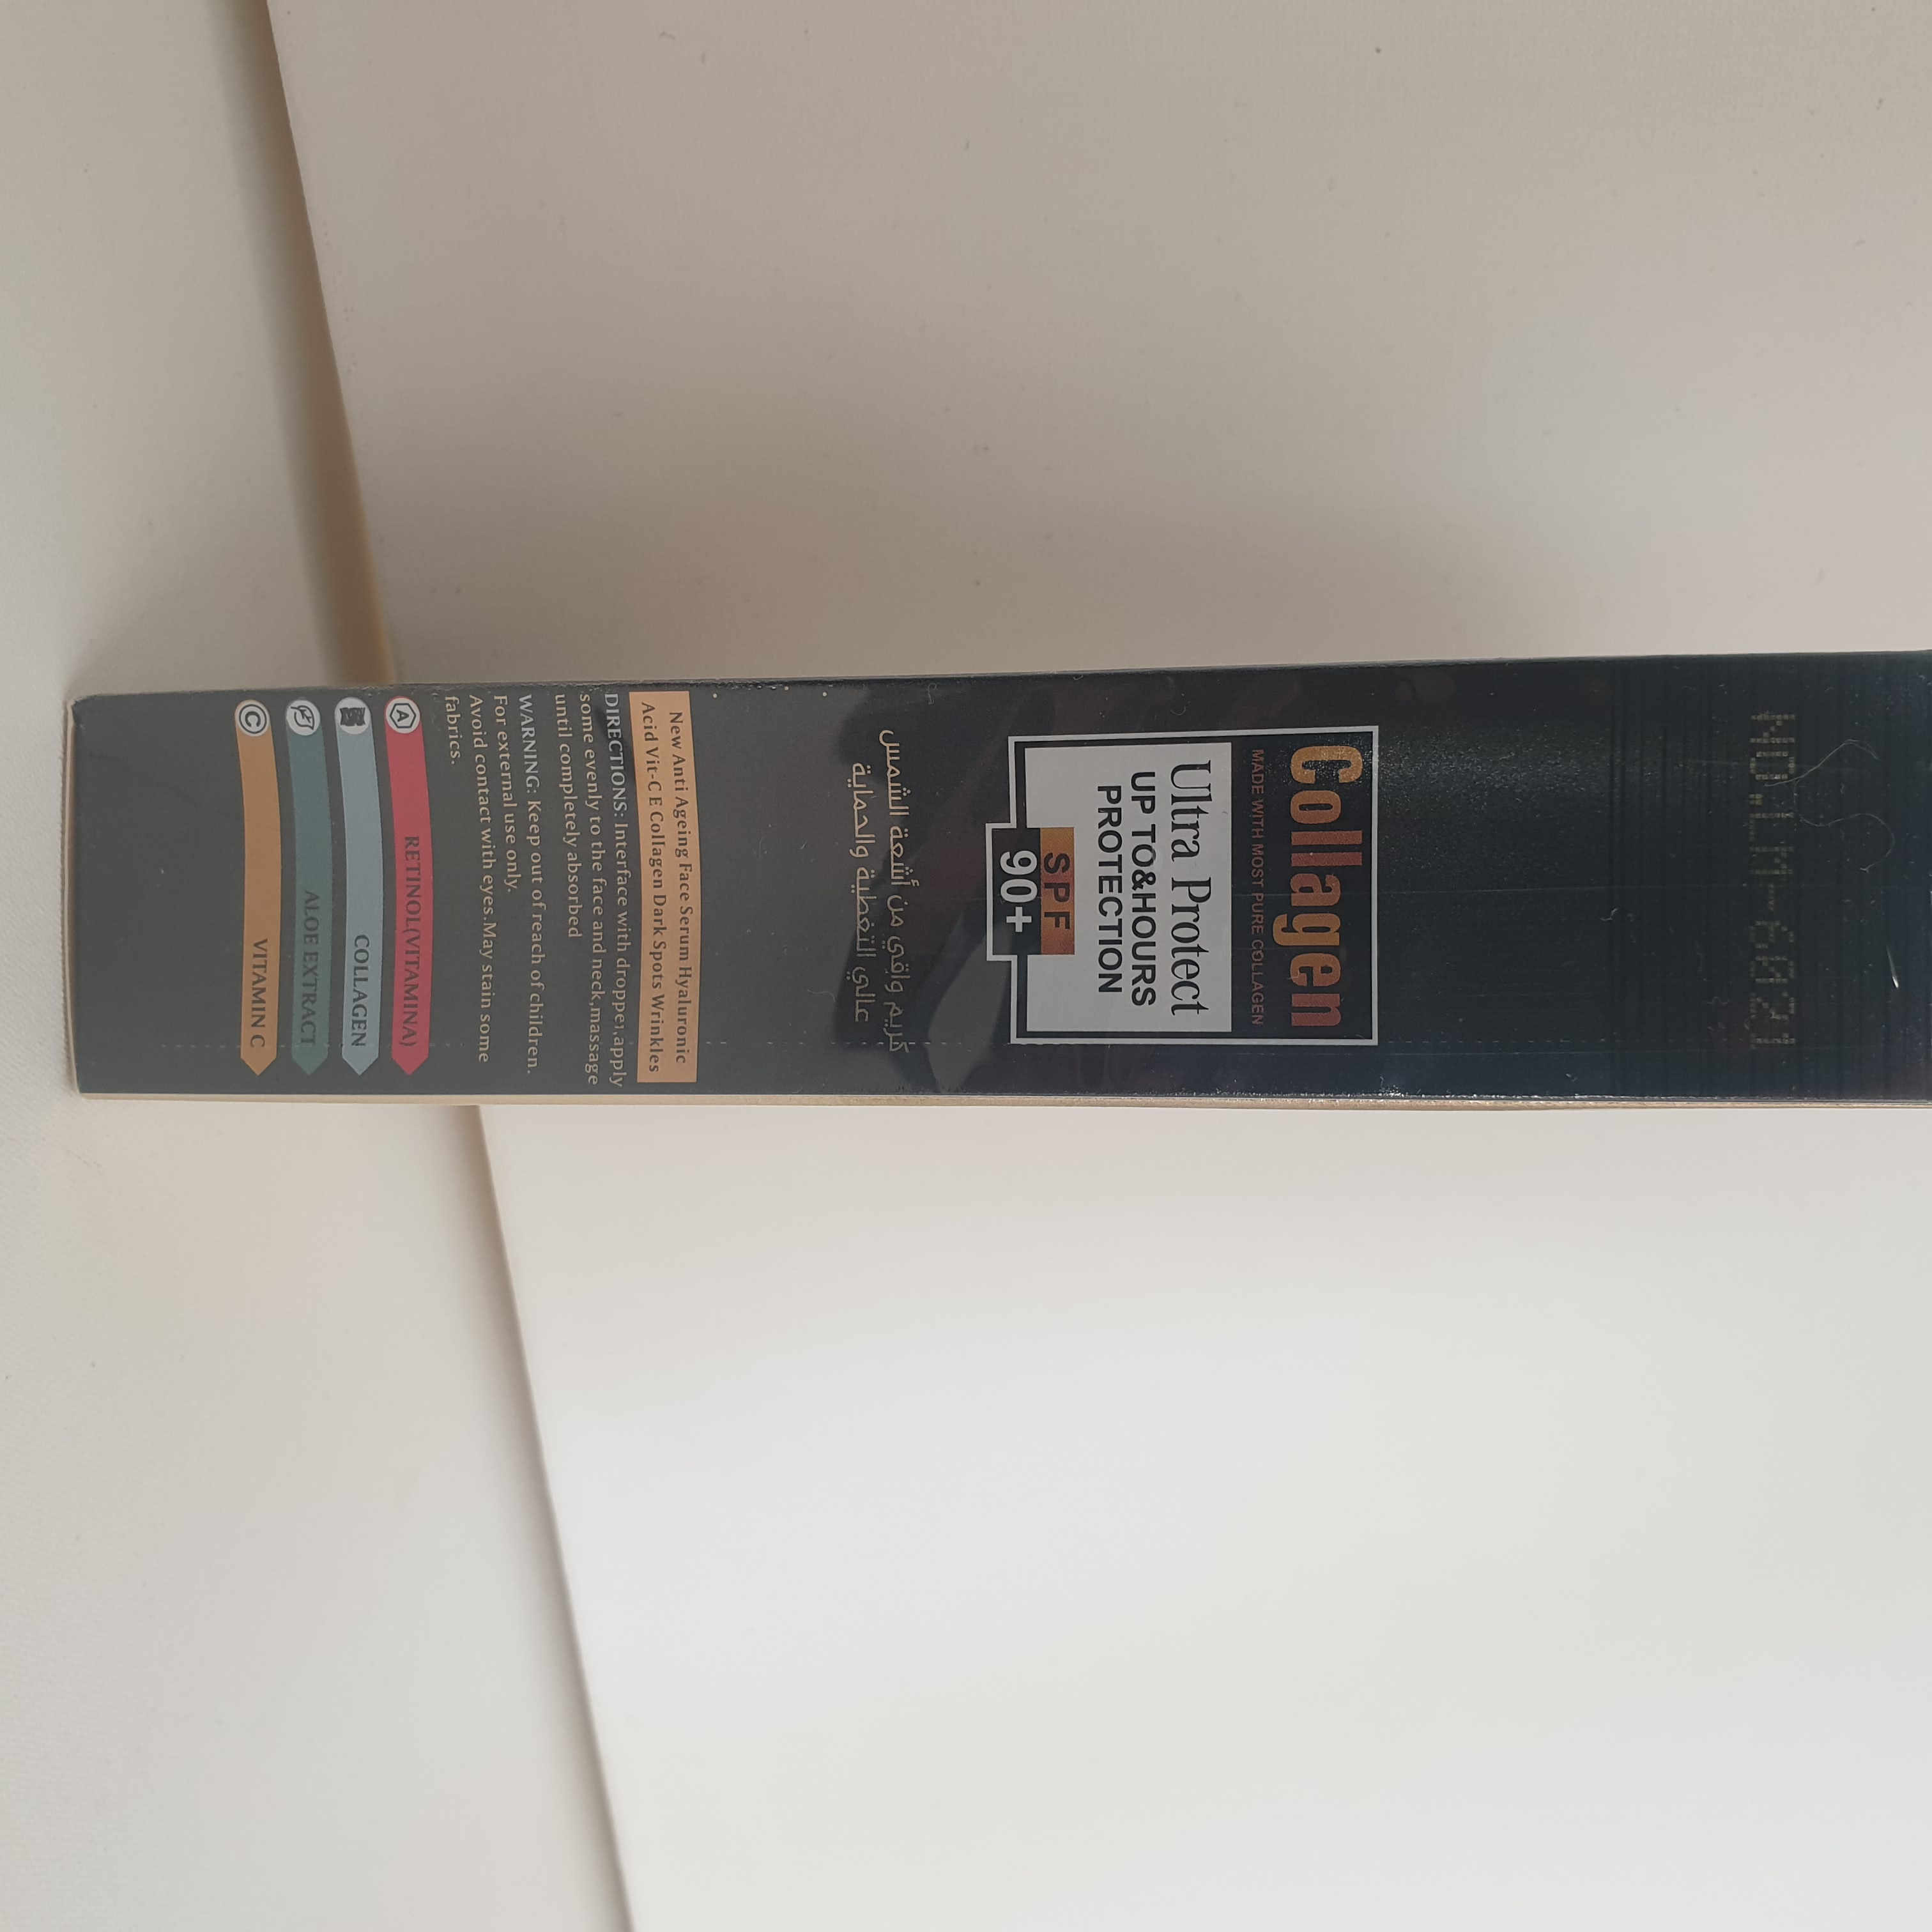 Collagen
MADE WITH MOST PURE COLLAGEN
Ultra Protect
UP TO&HOURS
PROTECTION
SPF
90+
كريم واقي من أشعة الشمس
عالي التغطية والحماية
New Anti Ageing Face Serum Hyaluronic
Acid Vit-C E Collagen Dark Spots Wrinkles
DIRECTIONS: Interface with dropper,apply
some evenly to the face and neck,massage
until completely absorbed
WARNING: Keep out of reach of children.
For external use only.
Avoid contact with eyes.May stain some
fabrics.
A RETINOL(VITAMINA)
COLLAGEN
ALOE EXTRACT
C VITAMIN C